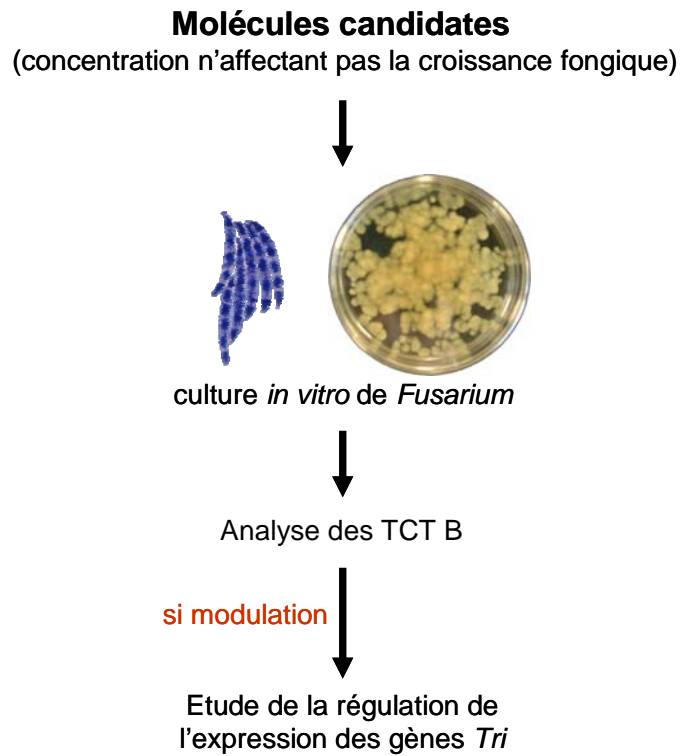 Molécules candidates
(concentration n'affectant pas la croissance fongique)
culture in vitro de Fusarium
Analyse des TCT B
si modulation
Etude de la régulation de
l'expression des gènes Tri